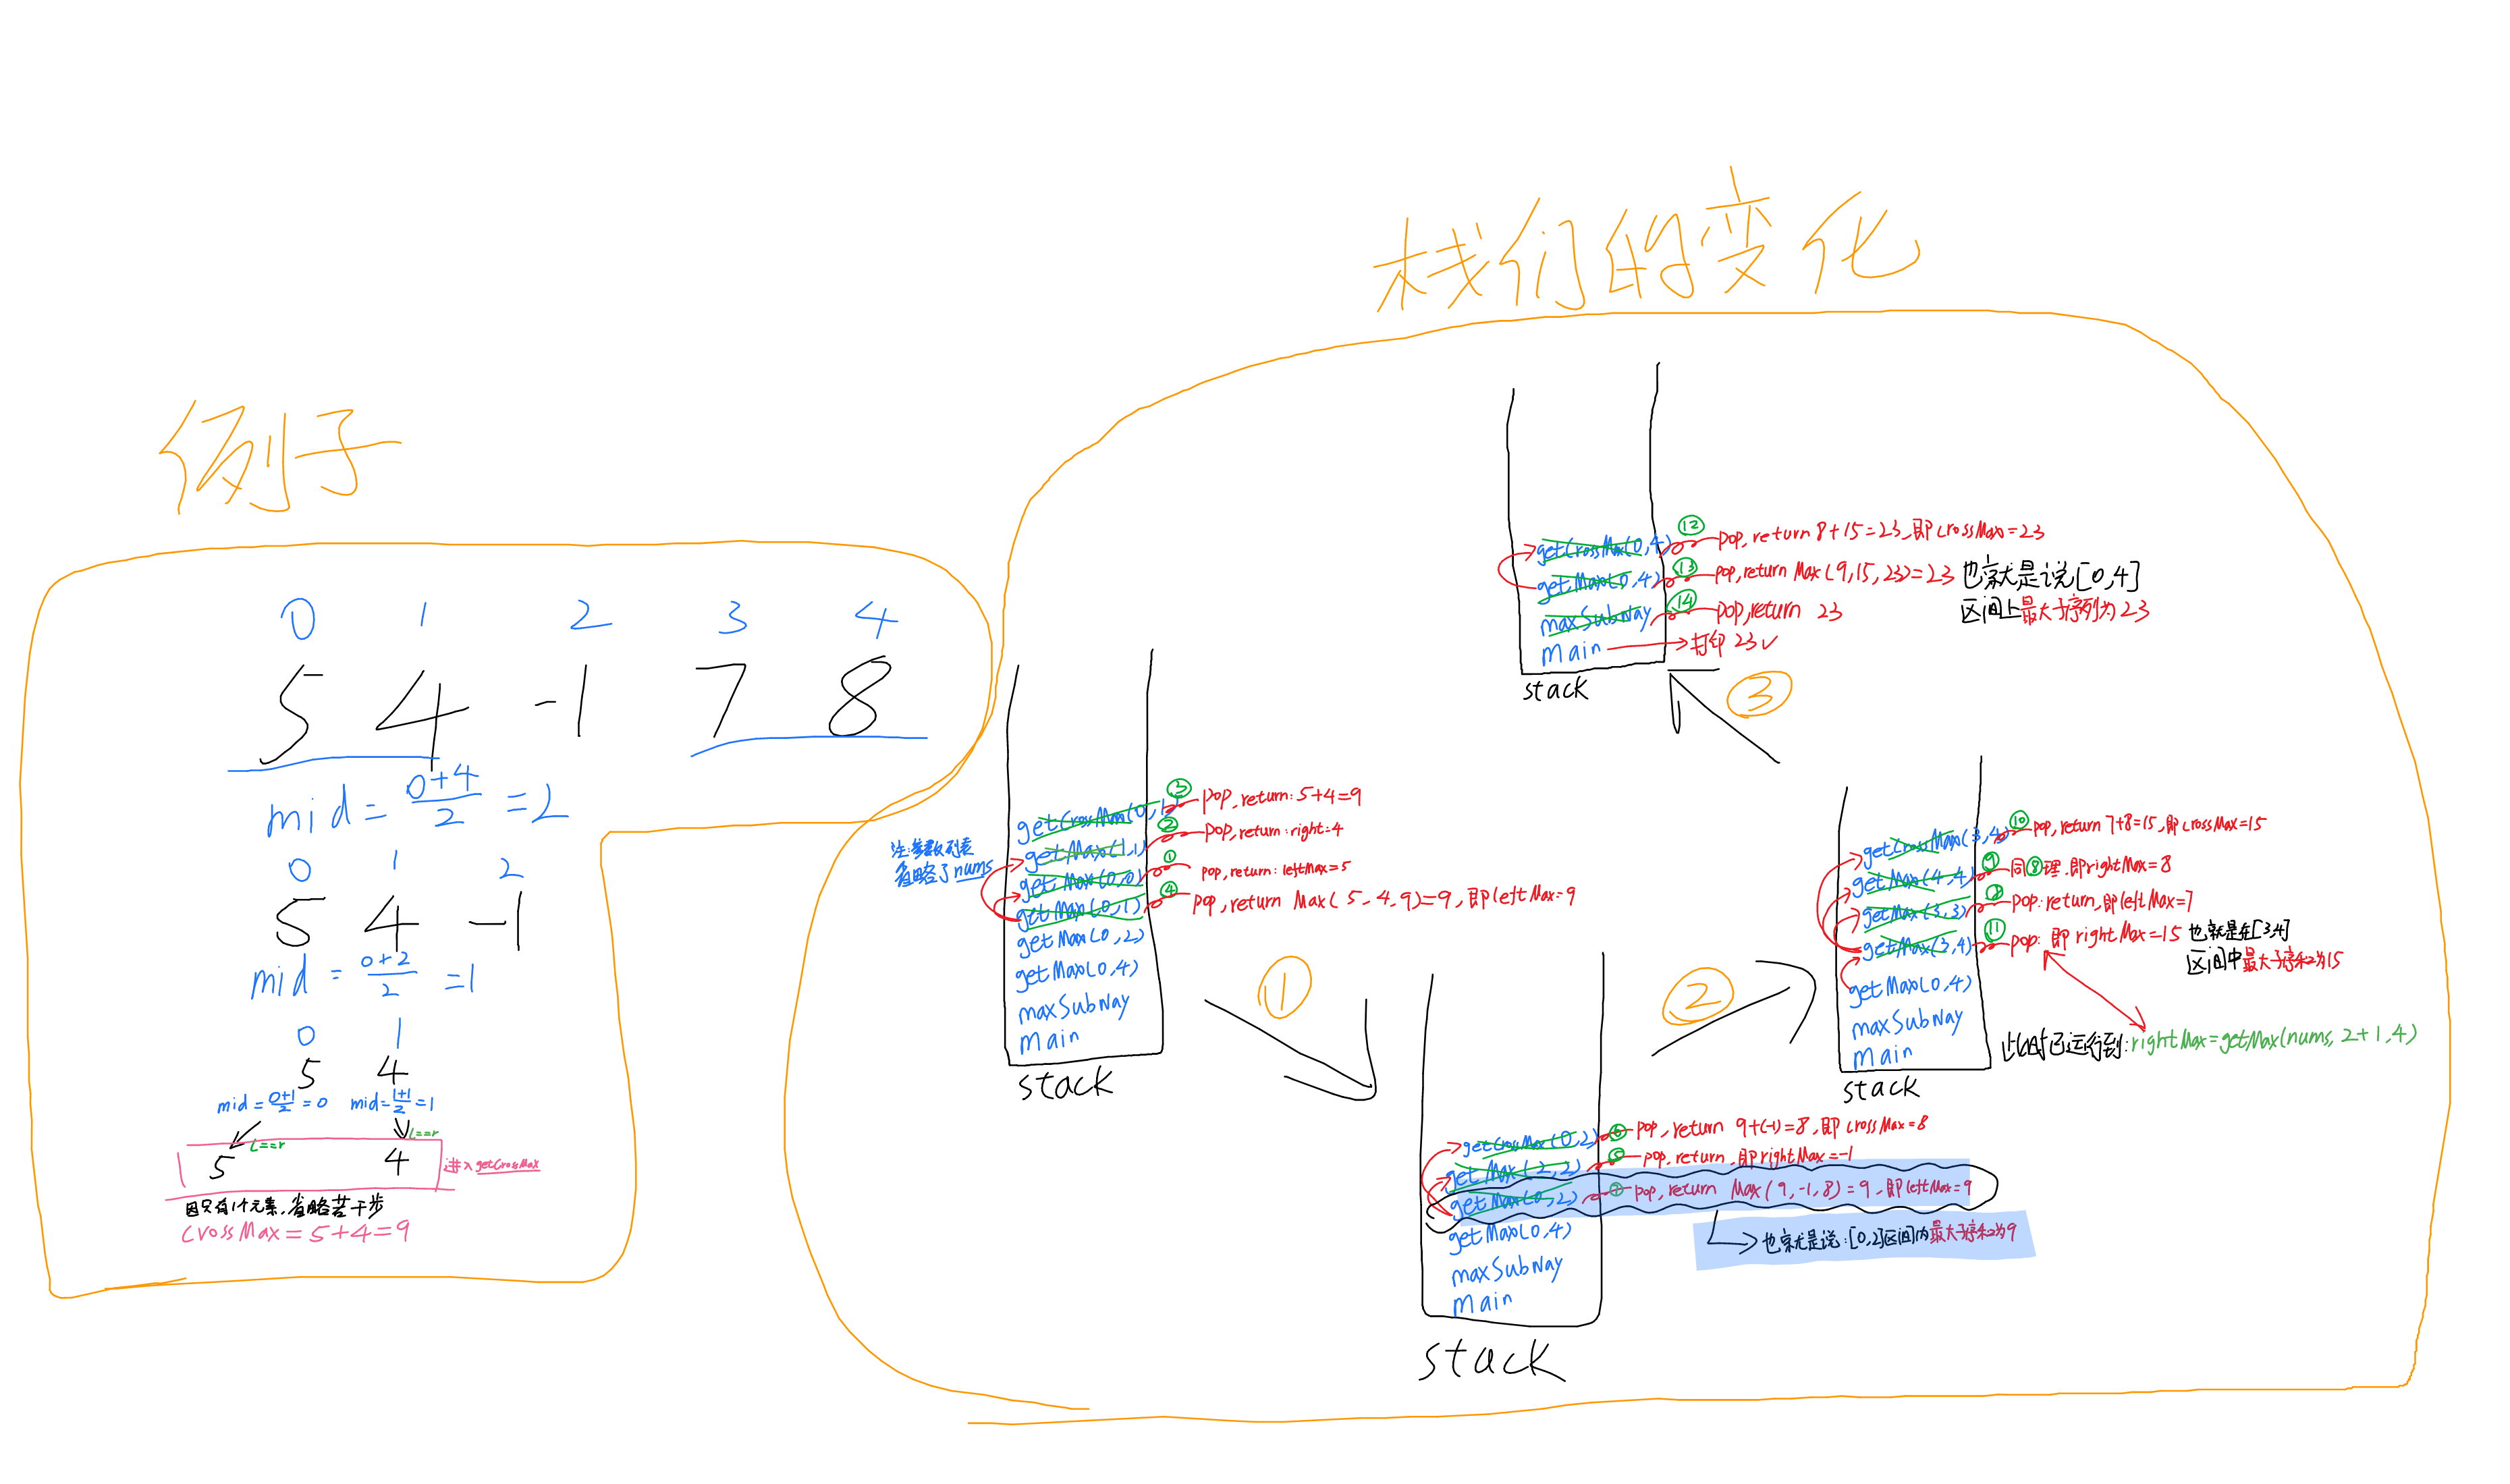 例子
0 1 2 3 4
5 4 -1 7 8
mid = 0+4/2 = 2
0 1 2
5 4 -1
mid = 0+2/2 = 1
0 1
5 4
mid = 0+1/2 = 0 mid = 1+1/2 = 1
l==r l==r
5 4 进入getCrossMax
因只有1个元素,省略若干步
CrossMax = 5+4=9
栈们的变化
注:参数列表
省略了nums
getCrossMax(0,1) ③ pop, return: 5+4=9
getMax(1,1) ② pop, return: right=4
getMax(0,0) ① pop, return: leftMax=5
getMax(0,1) ④ pop, return Max(5,4,9)=9, 即leftMax=9
getMax(0,2)
getMax(0,4)
maxSubNay
main
stack
①
getCrossMax(0,2) ⑥ pop, return 9+(-1)=8, 即crossMax=8
getMax(2,2) ⑤ pop, return, 即rightMax=-1
getMax(0,2) ⑦ pop, return Max(9,-1,8)=9, 即leftMax=9
也就是说:[0,2]区间内最大子序和为9
getMax(0,4)
maxSubNay
main
stack
②
getCrossMax(3,4) ⑩ pop, return 7+8=15, 即crossMax=15
getMax(4,4) ⑨ 同⑧理,即rightMax=8
getMax(3,3) ⑧ pop: return, 即leftMax=7
getMax(3,4) ⑪ pop: 即rightMax=15 也就是在[3,4]
区间中最大子序和为15
getMax(0,4)
maxSubNay
main
此时已运行到:rightMax=getMax(nums, 2+1,4)
stack
③
getCrossMax(0,4) ⑫ pop, return 8+15=23, 即crossMax=23
getMax(0,4) ⑬ pop, return Max(9,15,23)=23 也就是说[0,4]
区间上最大子序列为23
maxSubNay ⑭ pop, return 23
main 打印 23✓
stack